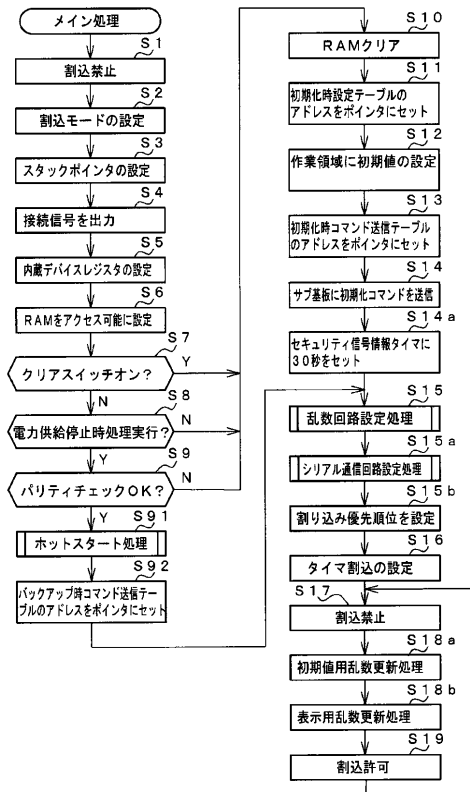 メイン処理
S1
割込禁止
S2
割込モードの設定
S3
スタックポインタの設定
S4
接続信号を出力
S5
内蔵デバイスレジスタの設定
S6
RAMをアクセス可能に設定
S7
クリアスイッチオン?
Y
N
S8
電力供給停止時処理実行?
N
Y
S9
パリティチェックOK?
N
Y
S91
ホットスタート処理
S92
バックアップ時コマンド送信テー
ブルのアドレスをポインタにセット
S10
RAMクリア
S11
初期化時設定テーブルの
アドレスをポインタにセット
S12
作業領域に初期値の設定
S13
初期化時コマンド送信テーブル
のアドレスをポインタにセット
S14
サブ基板に初期化コマンドを送信
S14a
セキュリティ信号情報タイマに
30秒をセット
S15
乱数回路設定処理
S15a
シリアル通信回路設定処理
S15b
割り込み優先順位を設定
S16
タイマ割込の設定
S17
割込禁止
S18a
初期値用乱数更新処理
S18b
表示用乱数更新処理
S19
割込許可